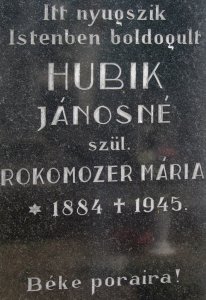 Itt nyugszik
Istenben boldogult
HUBIK
JÁNOSNÉ
szül.
ROKOMOZER MÁRIA
* 1884 † 1945.
Béke poraira!